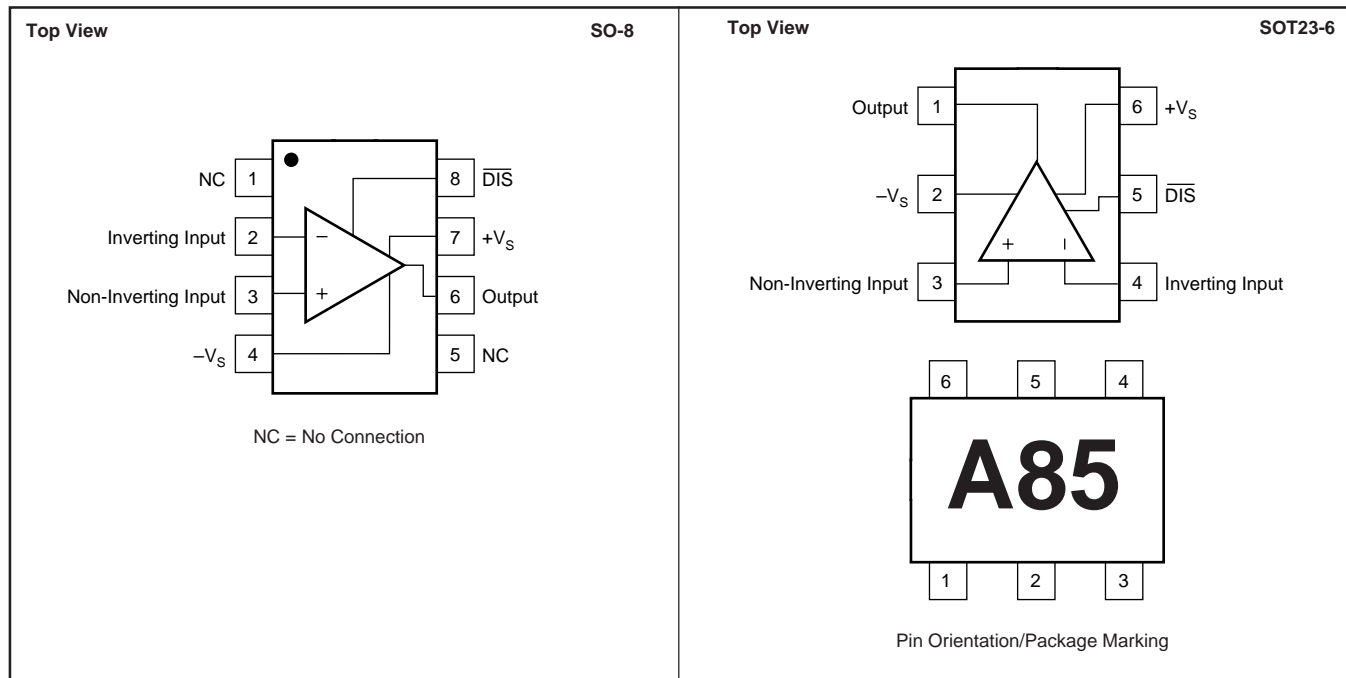 Top View
SO-8
NC 1
8 DIS
Inverting Input 2
7 +VS
−
Non-Inverting Input 3
6 Output
+
–VS 4
5 NC
NC = No Connection
Top View
SOT23-6
Output 1
6 +VS
–VS 2
5 DIS
+ −
Non-Inverting Input 3
4 Inverting Input
6 5 4
A85
1 2 3
Pin Orientation/Package Marking